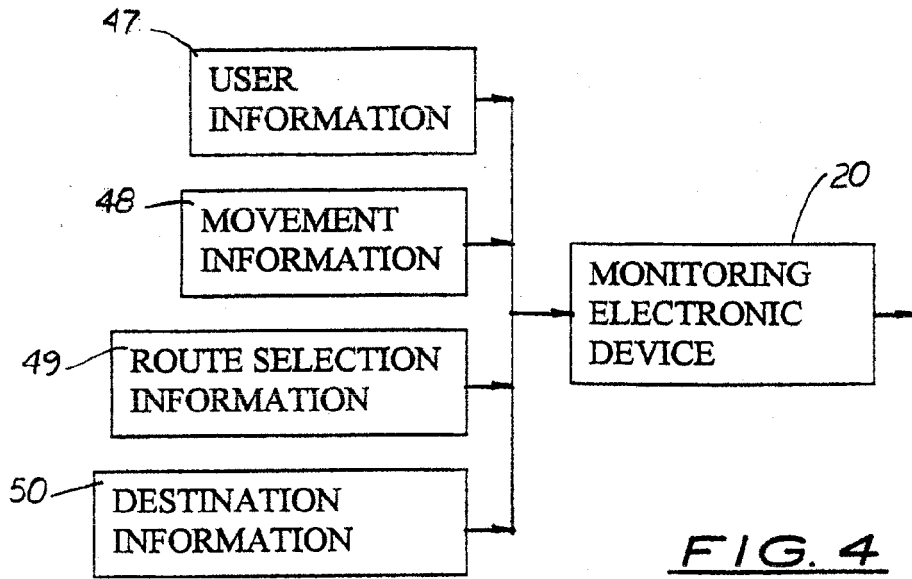 47
USER
INFORMATION
48
MOVEMENT
INFORMATION
20
MONITORING
ELECTRONIC
DEVICE
49
ROUTE SELECTION
INFORMATION
50
DESTINATION
INFORMATION
FIG. 4